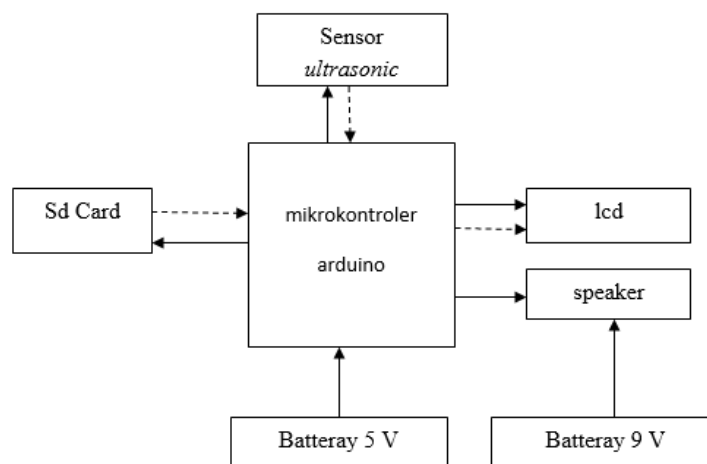 Sensor
ultrasonic
Sd Card
mikrokontroler
arduino
lcd
speaker
Batteray 5 V
Batteray 9 V